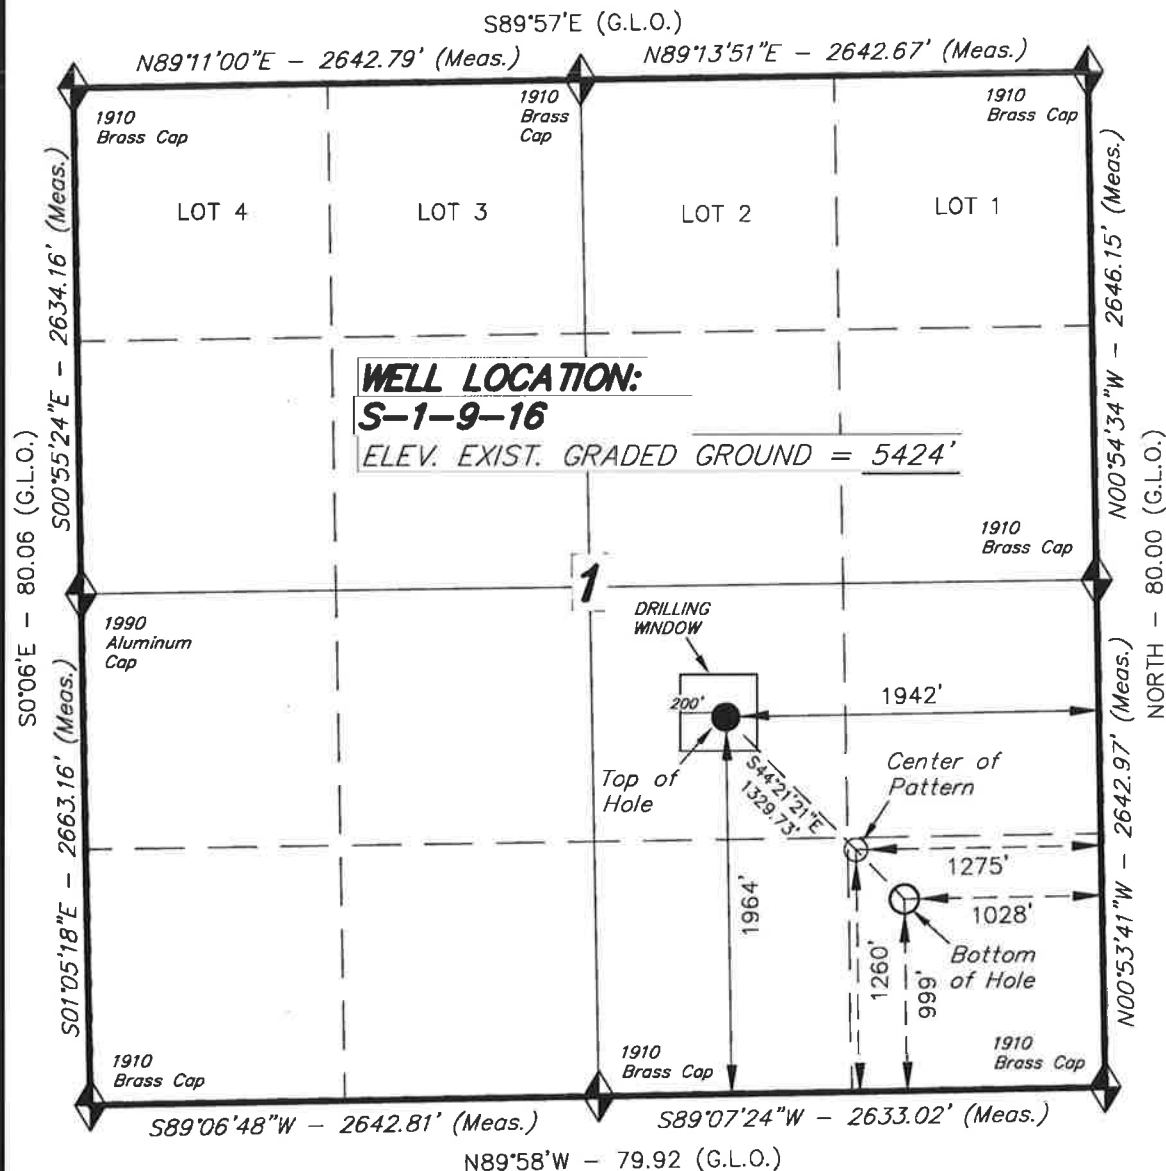 S89°57'E (G.L.O.)
N89°11'00"E - 2642.79' (Meas.)
N89°13'51"E - 2642.67' (Meas.)
1910
Brass Cap
1910
Brass
Cap
1910
Brass Cap
LOT 4
LOT 3
LOT 2
LOT 1
S00°55'24"E - 2634.16' (Meas.)
N00°54'34"W - 2646.15' (Meas.)
WELL LOCATION:
S-1-9-16
ELEV. EXIST. GRADED GROUND = 5424'
S0°06'E - 80.06 (G.L.O.)
NORTH - 80.00 (G.L.O.)
1910
Brass Cap
1
1990
Aluminum
Cap
DRILLING
WINDOW
200'
1942'
Top of
Hole
S44°21'21"E
1329.73'
Center of
Pattern
1275'
1028'
1964'
1260'
999'
Bottom
of Hole
S01°05'18"E - 2663.16' (Meas.)
N00°53'41"W - 2642.97' (Meas.)
1910
Brass Cap
1910
Brass Cap
1910
Brass Cap
S89°06'48"W - 2642.81' (Meas.)
S89°07'24"W - 2633.02' (Meas.)
N89°58'W - 79.92 (G.L.O.)